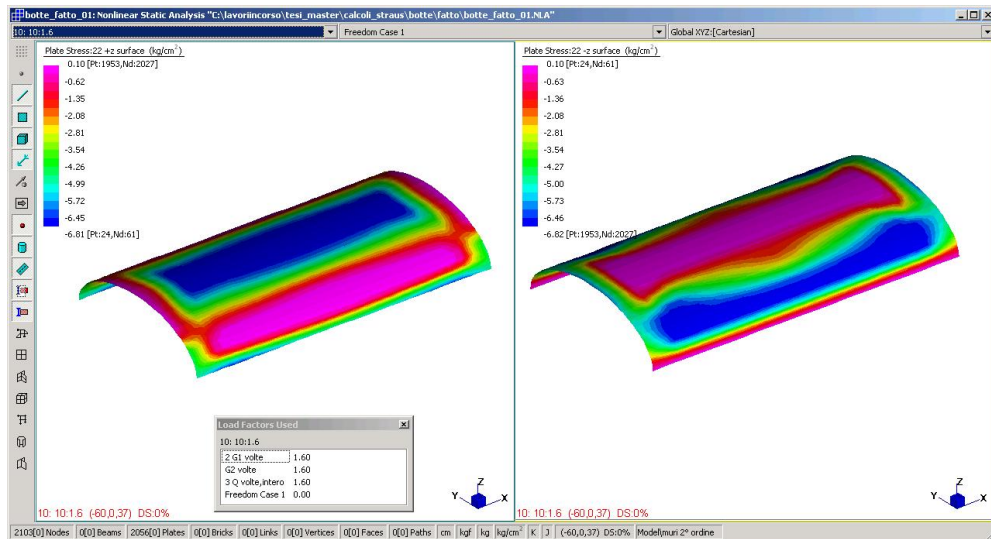 botte_fatto_01: Nonlinear Static Analysis "C:\lavoriincorso\tesi_master\calcoli_straus\botte\fatto\botte_fatto_01.NLA"
10: 10:1.6
Freedom Case 1
Global XYZ:[Cartesian]
Plate Stress:22 +z surface (kg/cm²)
0.10 [Pt:1953,Nd:2027]
-0.62
-1.35
-2.08
-2.81
-3.54
-4.26
-4.99
-5.72
-6.45
-6.81 [Pt:24,Nd:61]
Plate Stress:22 -z surface (kg/cm²)
0.10 [Pt:24,Nd:61]
-0.63
-1.36
-2.08
-2.81
-3.54
-4.27
-5.00
-5.73
-6.46
-6.82 [Pt:1953,Nd:2027]
Load Factors Used
10: 10:1.6
2 G1 volte 1.60
G2 volte 1.60
3 Q volte,intero 1.60
Freedom Case 1 0.00
Z
Y X
Z
Y X
10: 10:1.6 (-60,0,37) DS:0%
10: 10:1.6 (-60,0,37) DS:0%
2103[0] Nodes 0[0] Beams 2056[0] Plates 0[0] Bricks 0[0] Links 0[0] Vertices 0[0] Faces 0[0] Paths cm kgf kg kg/cm² K J (-60,0,37) DS:0% Model\muri 2° ordine